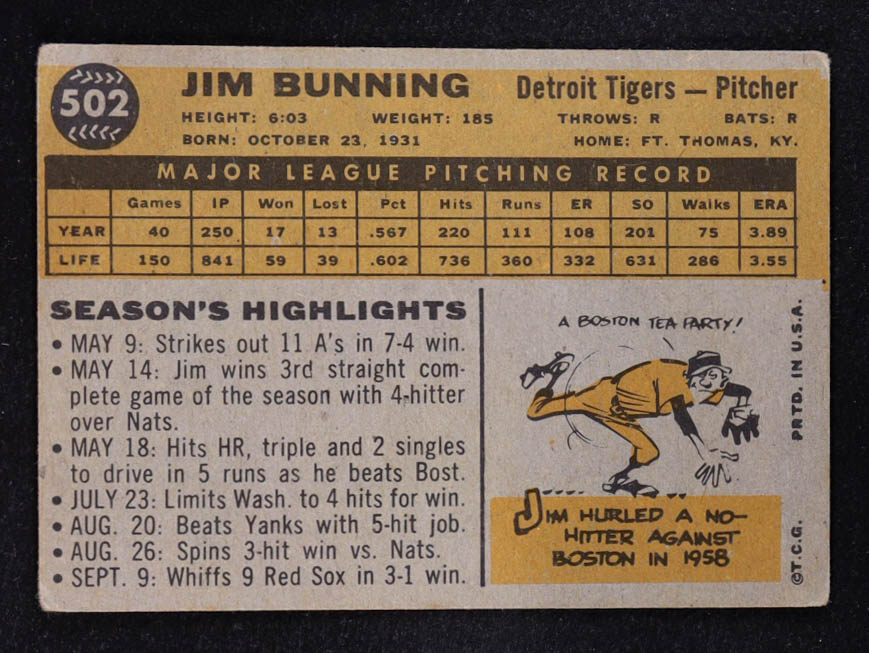 502
JIM BUNNING Detroit Tigers — Pitcher
HEIGHT: 6:03 WEIGHT: 185 THROWS: R BATS: R
BORN: OCTOBER 23, 1931 HOME: FT. THOMAS, KY.
MAJOR LEAGUE PITCHING RECORD
Games IP Won Lost Pct Hits Runs ER SO Walks ERA
YEAR 40 250 17 13 .567 220 111 108 201 75 3.89
LIFE 150 841 59 39 .602 736 360 332 631 286 3.55
SEASON'S HIGHLIGHTS
• MAY 9: Strikes out 11 A's in 7-4 win.
• MAY 14: Jim wins 3rd straight com-
plete game of the season with 4-hitter
over Nats.
• MAY 18: Hits HR, triple and 2 singles
to drive in 5 runs as he beats Bost.
• JULY 23: Limits Wash. to 4 hits for win.
• AUG. 20: Beats Yanks with 5-hit job.
• AUG. 26: Spins 3-hit win vs. Nats.
• SEPT. 9: Whiffs 9 Red Sox in 3-1 win.
A BOSTON TEA PARTY!
JIM HURLED A NO-
HITTER AGAINST
BOSTON IN 1958
©T.C.G. PRTD. IN U.S.A.